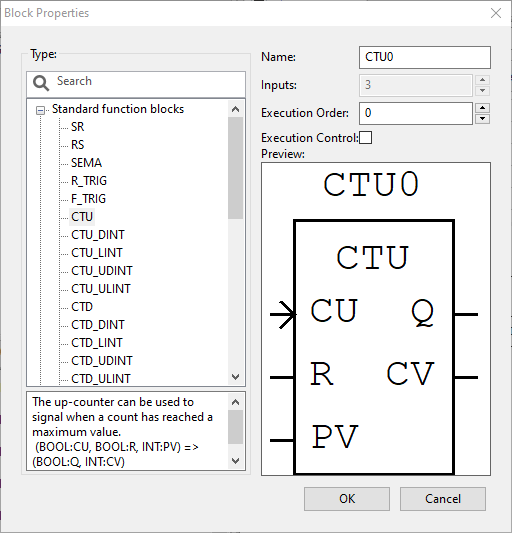 Block Properties
Type:
Search
Standard function blocks
SR
RS
SEMA
R_TRIG
F_TRIG
CTU
CTU_DINT
CTU_LINT
CTU_UDINT
CTU_ULINT
CTD
CTD_DINT
CTD_LINT
CTD_UDINT
CTD_ULINT
The up-counter can be used to
signal when a count has reached a
maximum value.
(BOOL:CU, BOOL:R, INT:PV) =>
(BOOL:Q, INT:CV)
Name: CTU0
Inputs: 3
Execution Order: 0
Execution Control:
Preview:
CTU0
CTU
CU Q
R CV
PV
OK Cancel